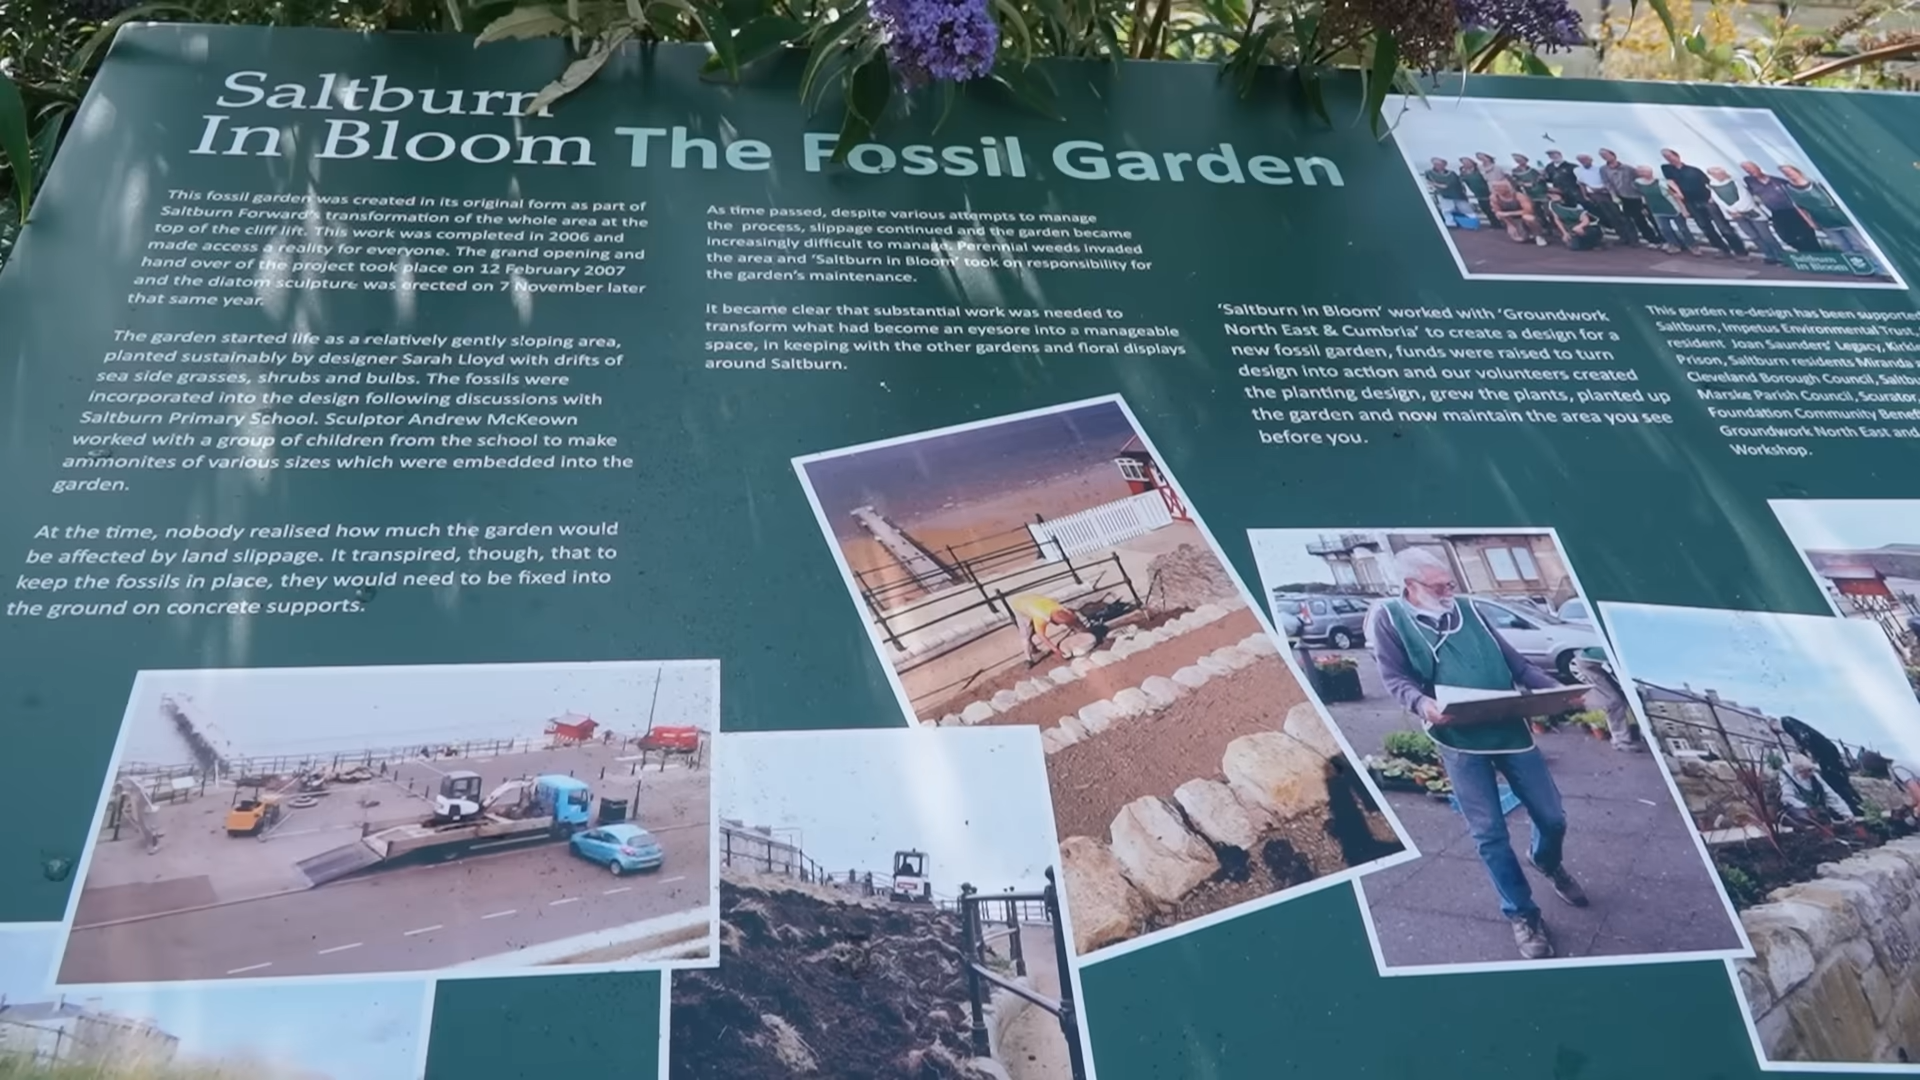 Saltburn
In Bloom The Fossil Garden
This fossil garden was created in its original form as part of
Saltburn Forward's transformation of the whole area at the
top of the cliff lift. This work was completed in 2006 and
made access a reality for everyone. The grand opening and
hand over of the project took place on 12 February 2007
and the diatom sculpture was erected on 7 November later
that same year.
The garden started life as a relatively gently sloping area,
planted sustainably by designer Sarah Lloyd with drifts of
sea side grasses, shrubs and bulbs. The fossils were
incorporated into the design following discussions with
Saltburn Primary School. Sculptor Andrew McKeown
worked with a group of children from the school to make
ammonites of various sizes which were embedded into the
garden.
At the time, nobody realised how much the garden would
be affected by land slippage. It transpired, though, that to
keep the fossils in place, they would need to be fixed into
the ground on concrete supports.
As time passed, despite various attempts to manage
the process, slippage continued and the garden became
increasingly difficult to manage. Perennial weeds invaded
the area and 'Saltburn in Bloom' took on responsibility for
the garden's maintenance.
It became clear that substantial work was needed to
transform what had become an eyesore into a manageable
space, in keeping with the other gardens and floral displays
around Saltburn.
'Saltburn in Bloom' worked with 'Groundwork
North East & Cumbria' to create a design for a
new fossil garden, funds were raised to turn
design into action and our volunteers created
the planting design, grew the plants, planted up
the garden and now maintain the area you see
before you.
This garden re-design has been supported
Saltburn, Impetus Environmental Trust,
resident Joan Saunders' Legacy,
Prison, Saltburn residents Miranda
Cleveland Borough Council,
Marske Parish Council, Scurator,
Foundation Community
Groundwork North East and
Workshop.
Saltburn
In Bloom